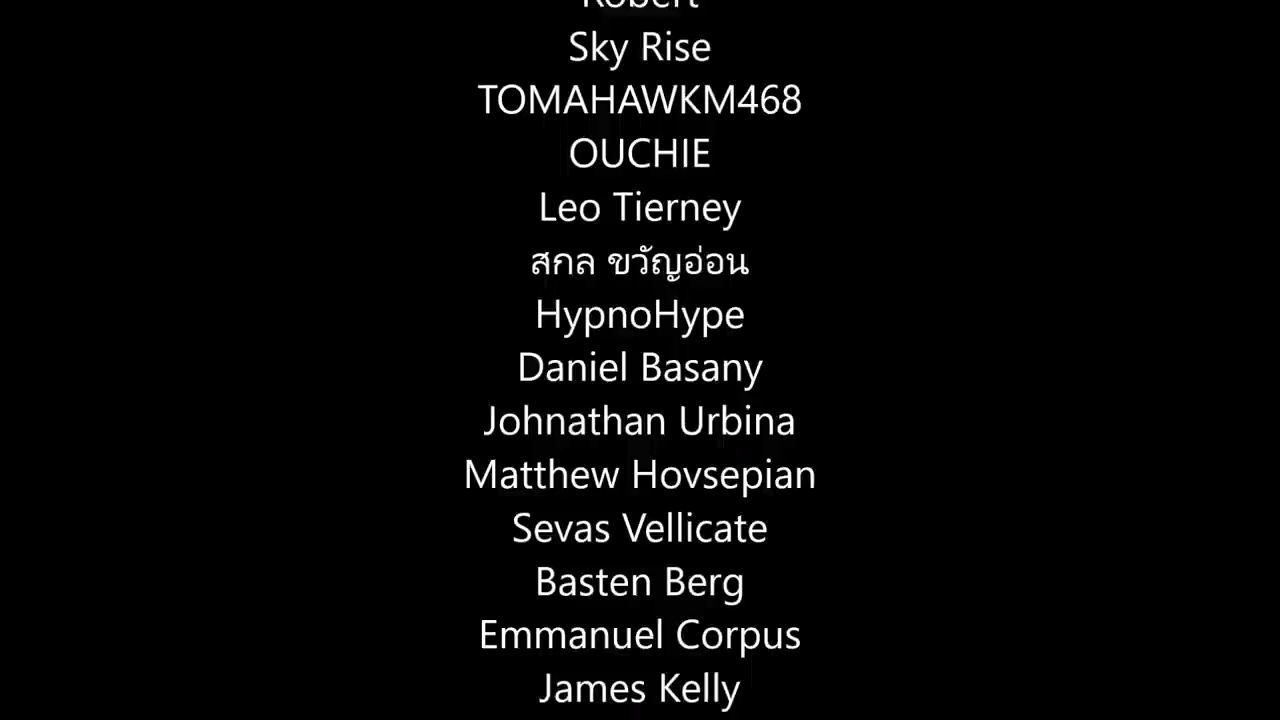 Robert
Sky Rise
TOMAHAWKM468
OUCHIE
Leo Tierney
สกล ขวัญอ่อน
HypnoHype
Daniel Basany
Johnathan Urbina
Matthew Hovsepian
Sevas Vellicate
Basten Berg
Emmanuel Corpus
James Kelly